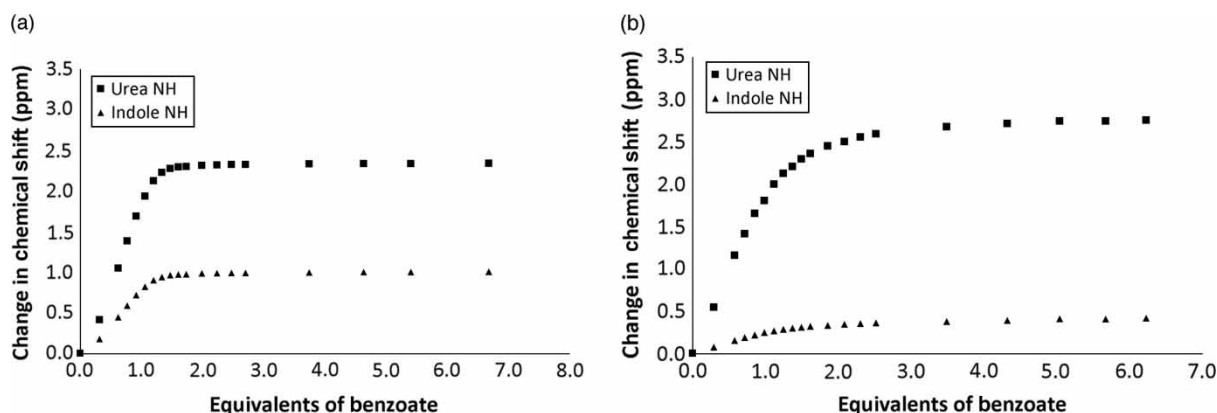 (a)
Change in chemical shift (ppm)
3.5
3.0
2.5
2.0
1.5
1.0
0.5
0.0
■ Urea NH
▲ Indole NH
0.0 1.0 2.0 3.0 4.0 5.0 6.0 7.0 8.0
Equivalents of benzoate
(b)
Change in chemical shift (ppm)
3.5
3.0
2.5
2.0
1.5
1.0
0.5
0.0
■ Urea NH
▲ Indole NH
0.0 1.0 2.0 3.0 4.0 5.0 6.0 7.0
Equivalents of benzoate